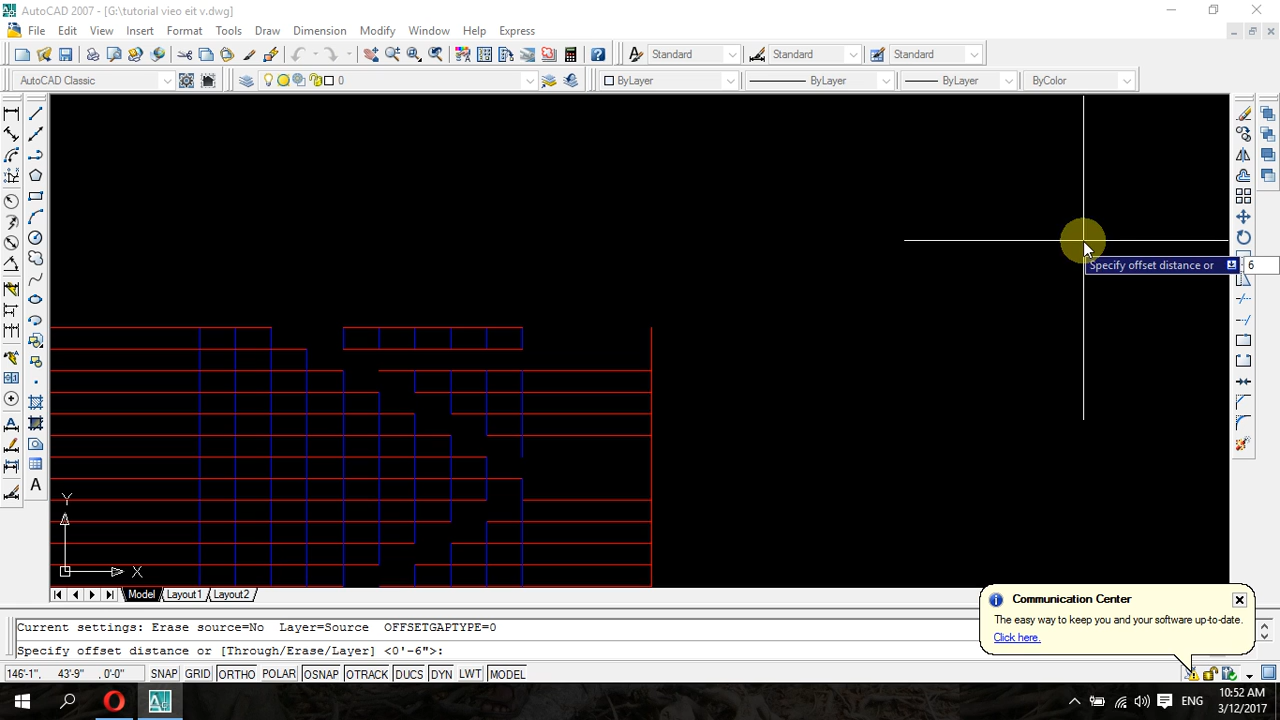 AutoCAD 2007 - [G:\tutorial vieo eit v.dwg]
File Edit View Insert Format Tools Draw Dimension Modify Window Help Express
Standard Standard Standard
AutoCAD Classic 0 ByLayer ByLayer ByLayer ByColor
Specify offset distance or 6
Y
X
Model Layout1 Layout2
A
A
Communication Center
The easy way to keep you and your software up-to-date.
Click here.
Current settings: Erase source=No Layer=Source OFFSETGAPTYPE=0
Specify offset distance or [Through/Erase/Layer] <0'-6">:
146'-1", 43'-9" ,0'-0" SNAP GRID ORTHO POLAR OSNAP OTRACK DUCS DYN LWT MODEL
ENG
10:52 AM
3/12/2017